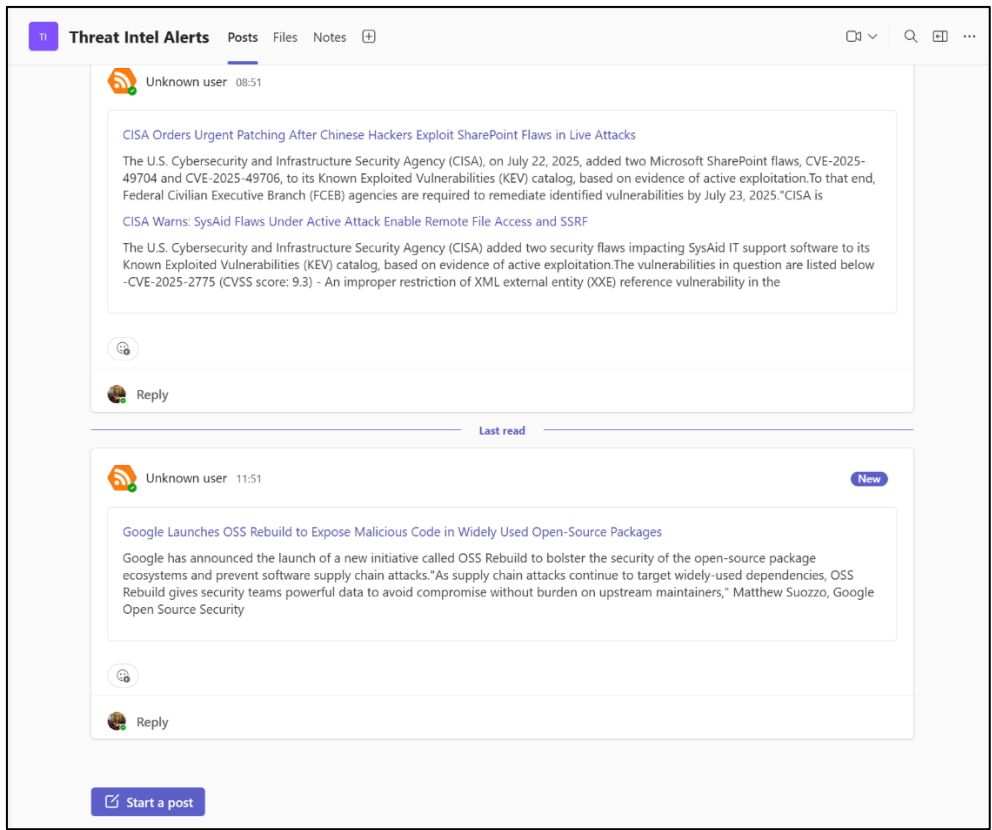 TI Threat Intel Alerts Posts Files Notes
Unknown user 08:51
CISA Orders Urgent Patching After Chinese Hackers Exploit SharePoint Flaws in Live Attacks
The U.S. Cybersecurity and Infrastructure Security Agency (CISA), on July 22, 2025, added two Microsoft SharePoint flaws, CVE-2025-
49704 and CVE-2025-49706, to its Known Exploited Vulnerabilities (KEV) catalog, based on evidence of active exploitation.To that end,
Federal Civilian Executive Branch (FCEB) agencies are required to remediate identified vulnerabilities by July 23, 2025."CISA is
CISA Warns: SysAid Flaws Under Active Attack Enable Remote File Access and SSRF
The U.S. Cybersecurity and Infrastructure Security Agency (CISA) added two security flaws impacting SysAid IT support software to its
Known Exploited Vulnerabilities (KEV) catalog, based on evidence of active exploitation.The vulnerabilities in question are listed below
-CVE-2025-2775 (CVSS score: 9.3) - An improper restriction of XML external entity (XXE) reference vulnerability in the
Reply
Last read
Unknown user 11:51 New
Google Launches OSS Rebuild to Expose Malicious Code in Widely Used Open-Source Packages
Google has announced the launch of a new initiative called OSS Rebuild to bolster the security of the open-source package
ecosystems and prevent software supply chain attacks."As supply chain attacks continue to target widely-used dependencies, OSS
Rebuild gives security teams powerful data to avoid compromise without burden on upstream maintainers," Matthew Suozzo, Google
Open Source Security
Reply
Start a post